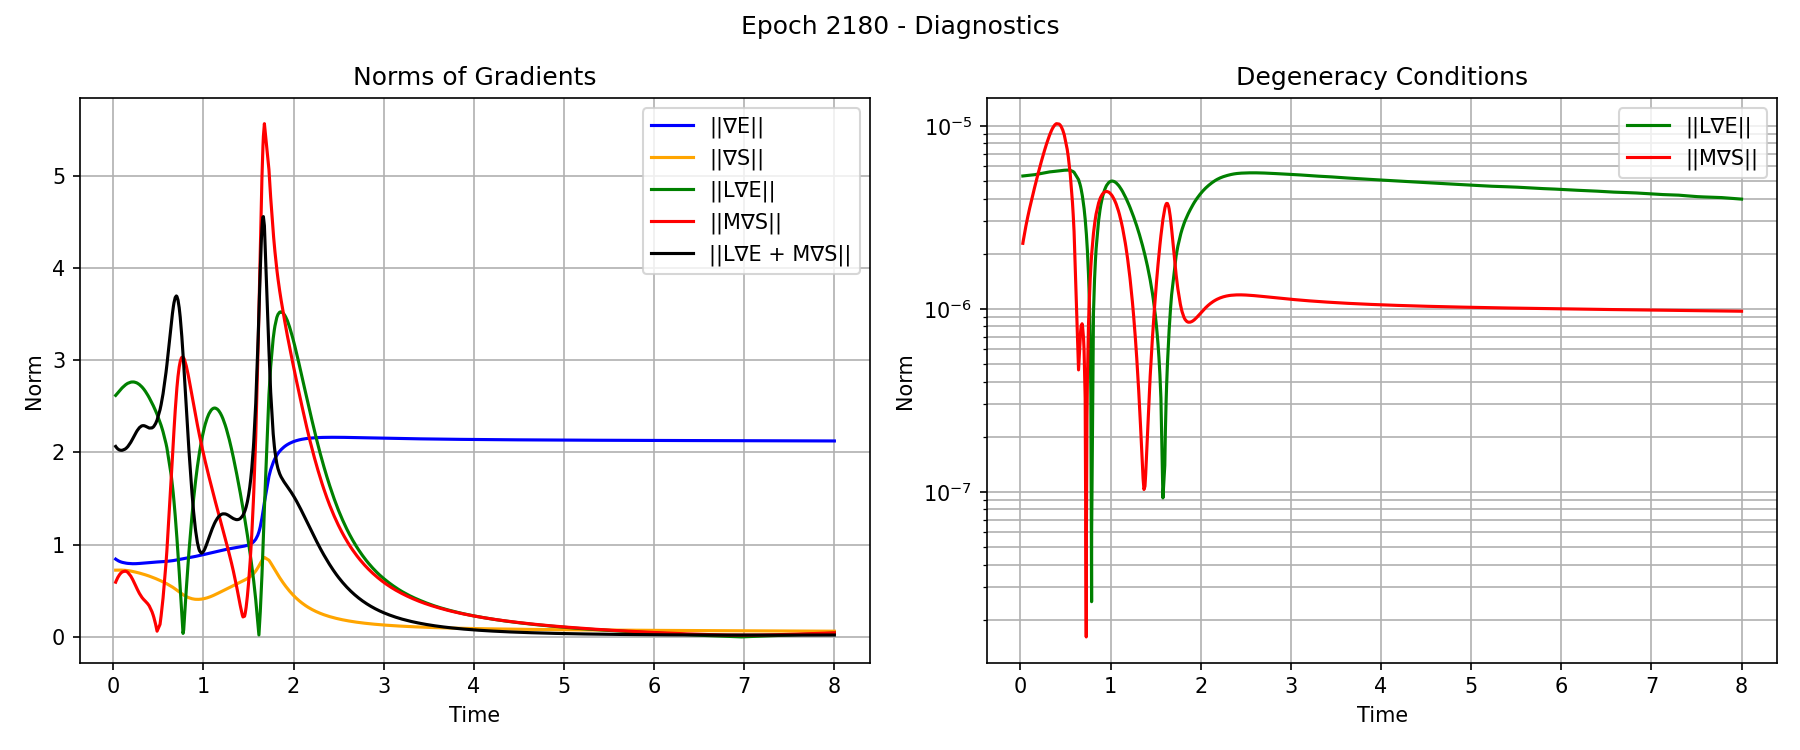 Epoch 2180 - Diagnostics
Norms of Gradients
Norm
5
4
3
2
1
0
0 1 2 3 4 5 6 7 8
Time
||∇E||
||∇S||
||L∇E||
||M∇S||
||L∇E + M∇S||
Degeneracy Conditions
Norm
10⁻⁵
10⁻⁶
10⁻⁷
0 1 2 3 4 5 6 7 8
Time
||L∇E||
||M∇S||